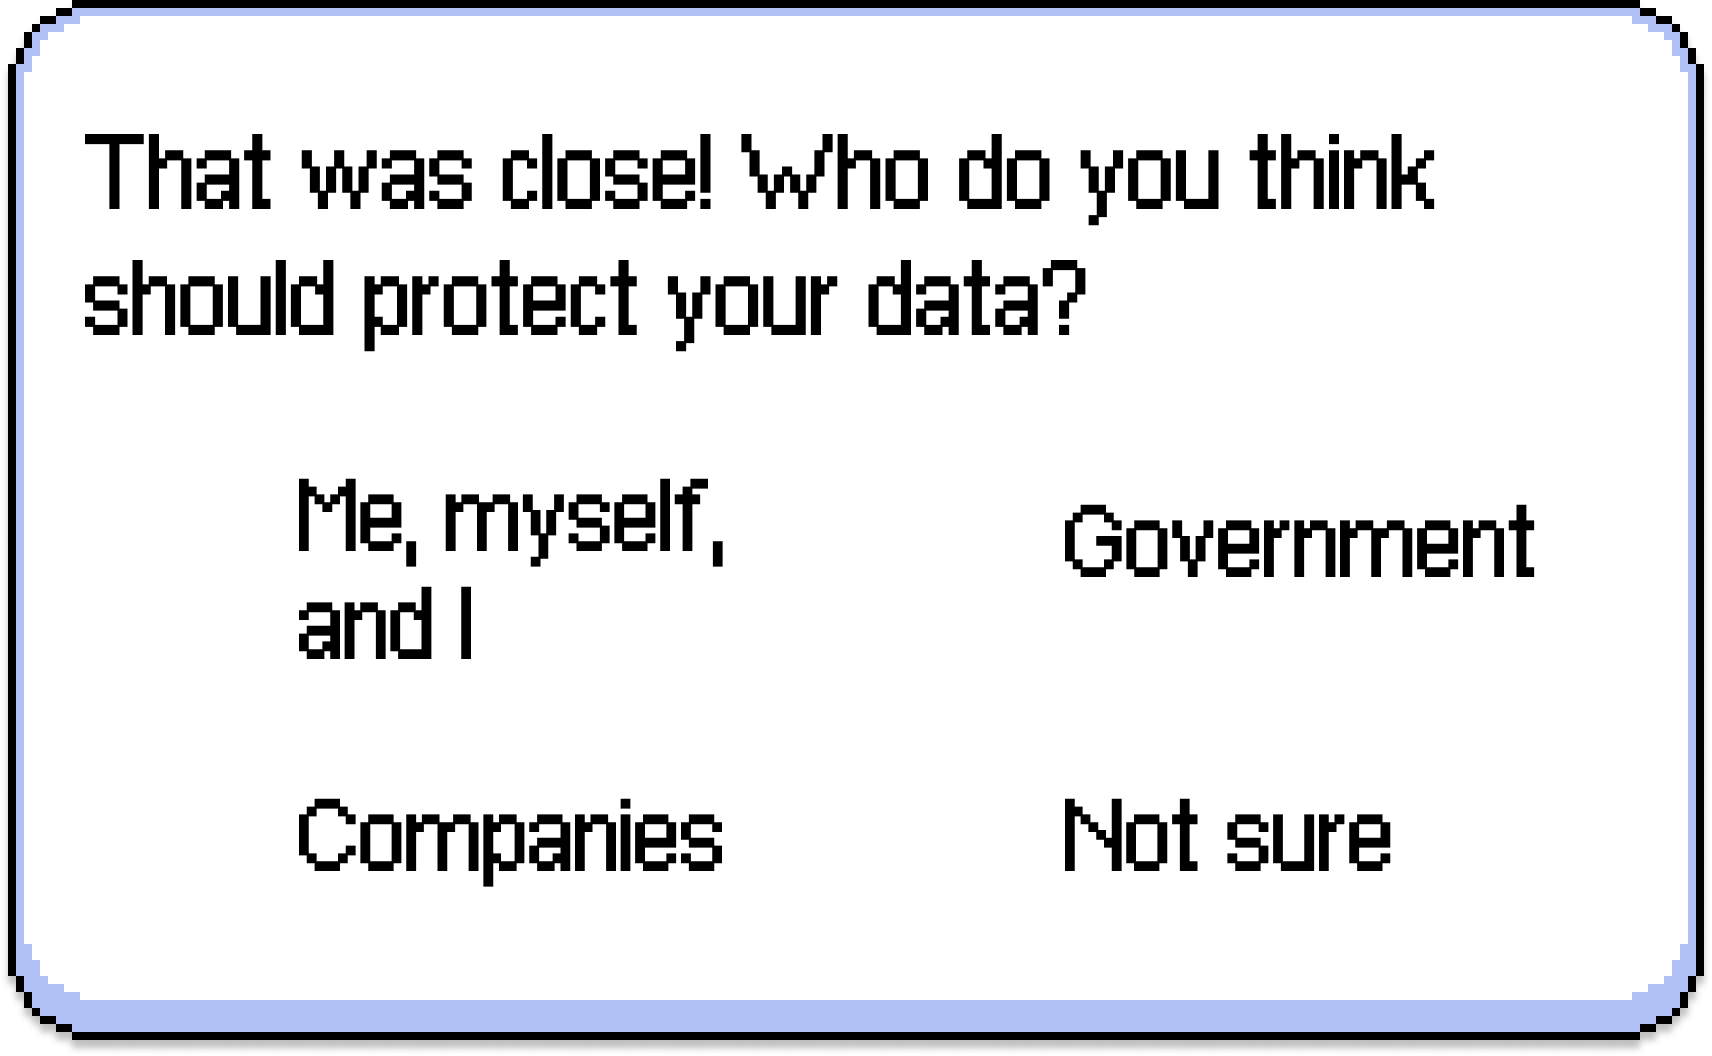 That was close! Who do you think
should protect your data?
Me, myself,
and I
Government
Companies
Not sure